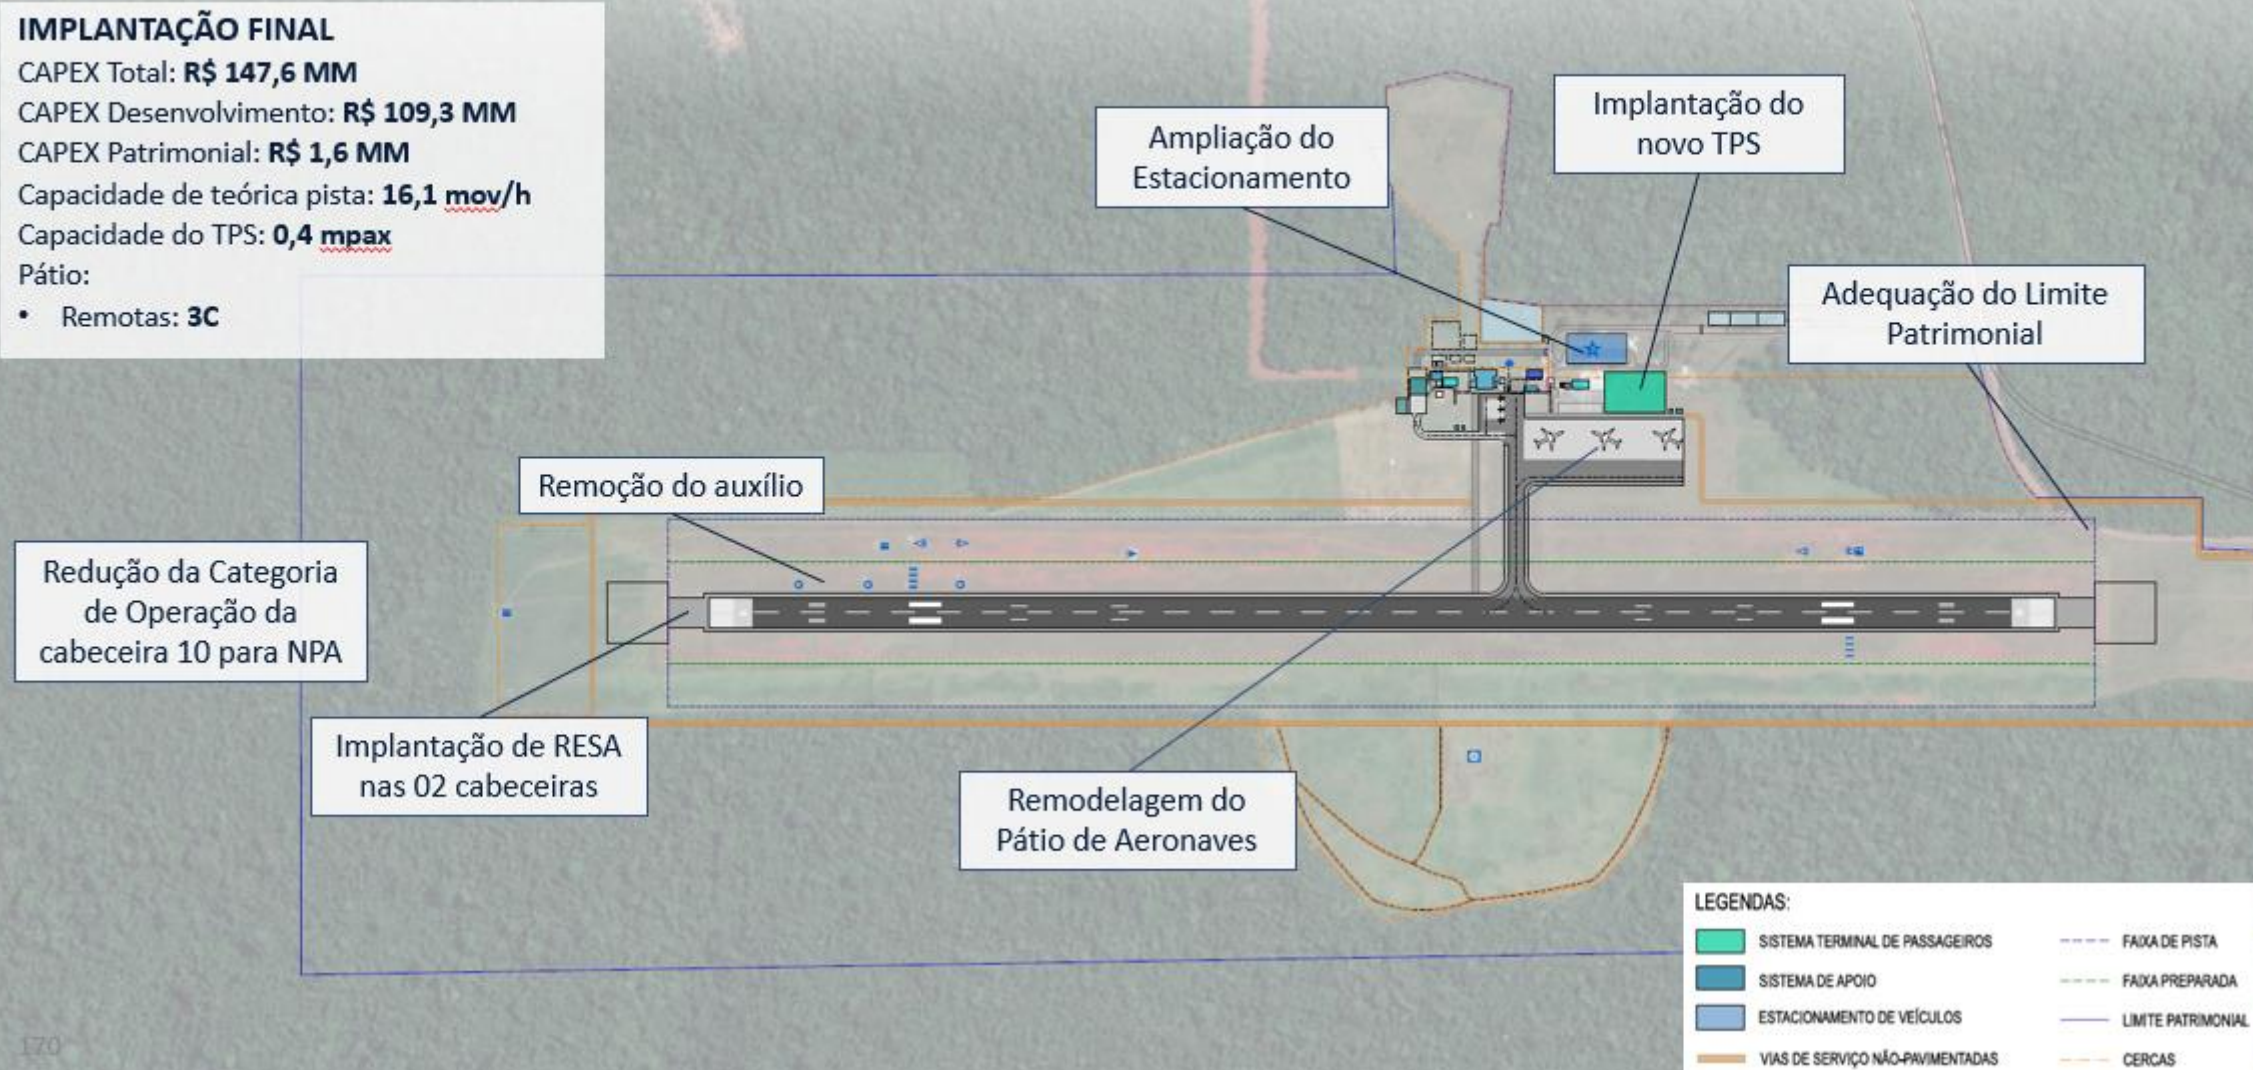 IMPLANTAÇÃO FINAL
CAPEX Total: R$ 147,6 MM
CAPEX Desenvolvimento: R$ 109,3 MM
CAPEX Patrimonial: R$ 1,6 MM
Capacidade de teórica pista: 16,1 mov/h
Capacidade do TPS: 0,4 mpax
Pátio:
• Remotas: 3C
Ampliação do
Estacionamento
Implantação do
novo TPS
Adequação do Limite
Patrimonial
Remoção do auxílio
Redução da Categoria
de Operação da
cabeceira 10 para NPA
Implantação de RESA
nas 02 cabeceiras
Remodelagem do
Pátio de Aeronaves
LEGENDAS:
SISTEMA TERMINAL DE PASSAGEIROS
SISTEMA DE APOIO
ESTACIONAMENTO DE VEÍCULOS
VIAS DE SERVIÇO NÃO-PAVIMENTADAS
FAIXA DE PISTA
FAIXA PREPARADA
LIMITE PATRIMONIAL
CERCAS
170